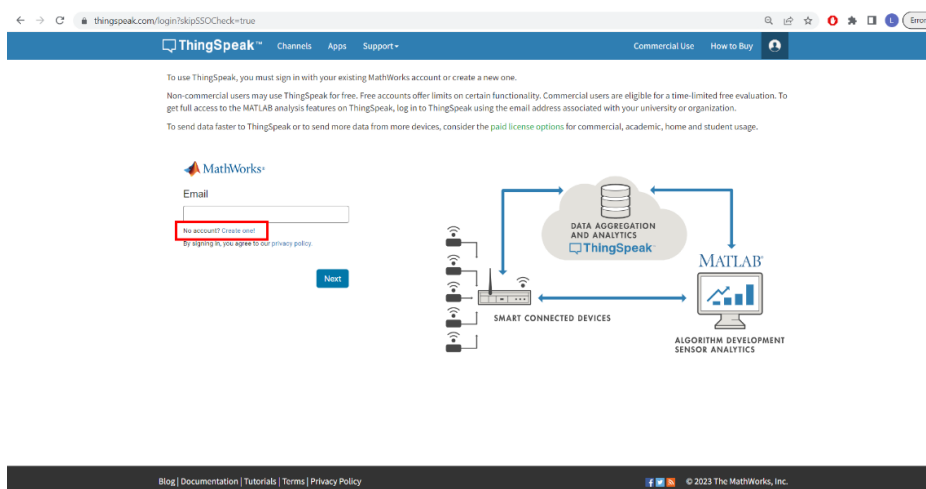 thingspeak.com/login?skipSSOCheck=true
L
Error
ThingSpeak™ Channels Apps Support Commercial Use How to Buy
To use ThingSpeak, you must sign in with your existing MathWorks account or create a new one.
Non-commercial users may use ThingSpeak for free. Free accounts offer limits on certain functionality. Commercial users are eligible for a time-limited free evaluation. To
get full access to the MATLAB analysis features on ThingSpeak, log in to ThingSpeak using the email address associated with your university or organization.
To send data faster to ThingSpeak or to send more data from more devices, consider the paid license options for commercial, academic, home and student usage.
MathWorks®
Email
No account? Create one!
By signing in, you agree to our privacy policy.
Next
DATA AGGREGATION
AND ANALYTICS
ThingSpeak™
SMART CONNECTED DEVICES
MATLAB®
ALGORITHM DEVELOPMENT
SENSOR ANALYTICS
Blog | Documentation | Tutorials | Terms | Privacy Policy
© 2023 The MathWorks, Inc.